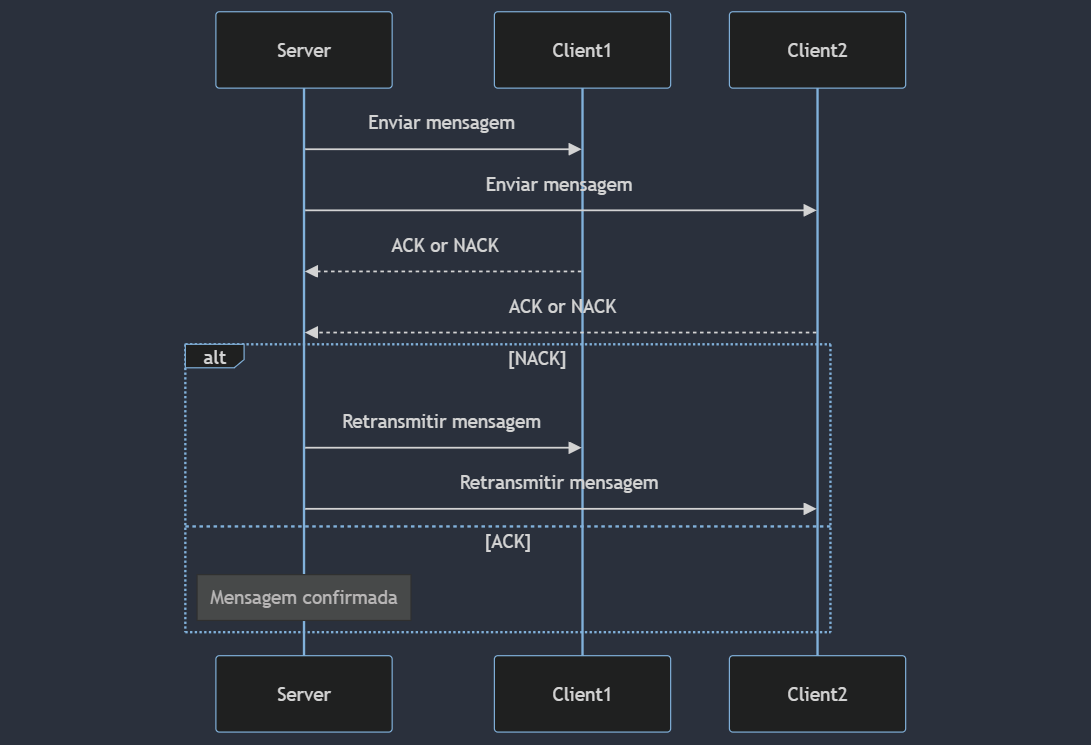 Server
Client1
Client2
Enviar mensagem
Enviar mensagem
ACK or NACK
ACK or NACK
alt
[NACK]
Retransmitir mensagem
Retransmitir mensagem
[ACK]
Mensagem confirmada
Server
Client1
Client2